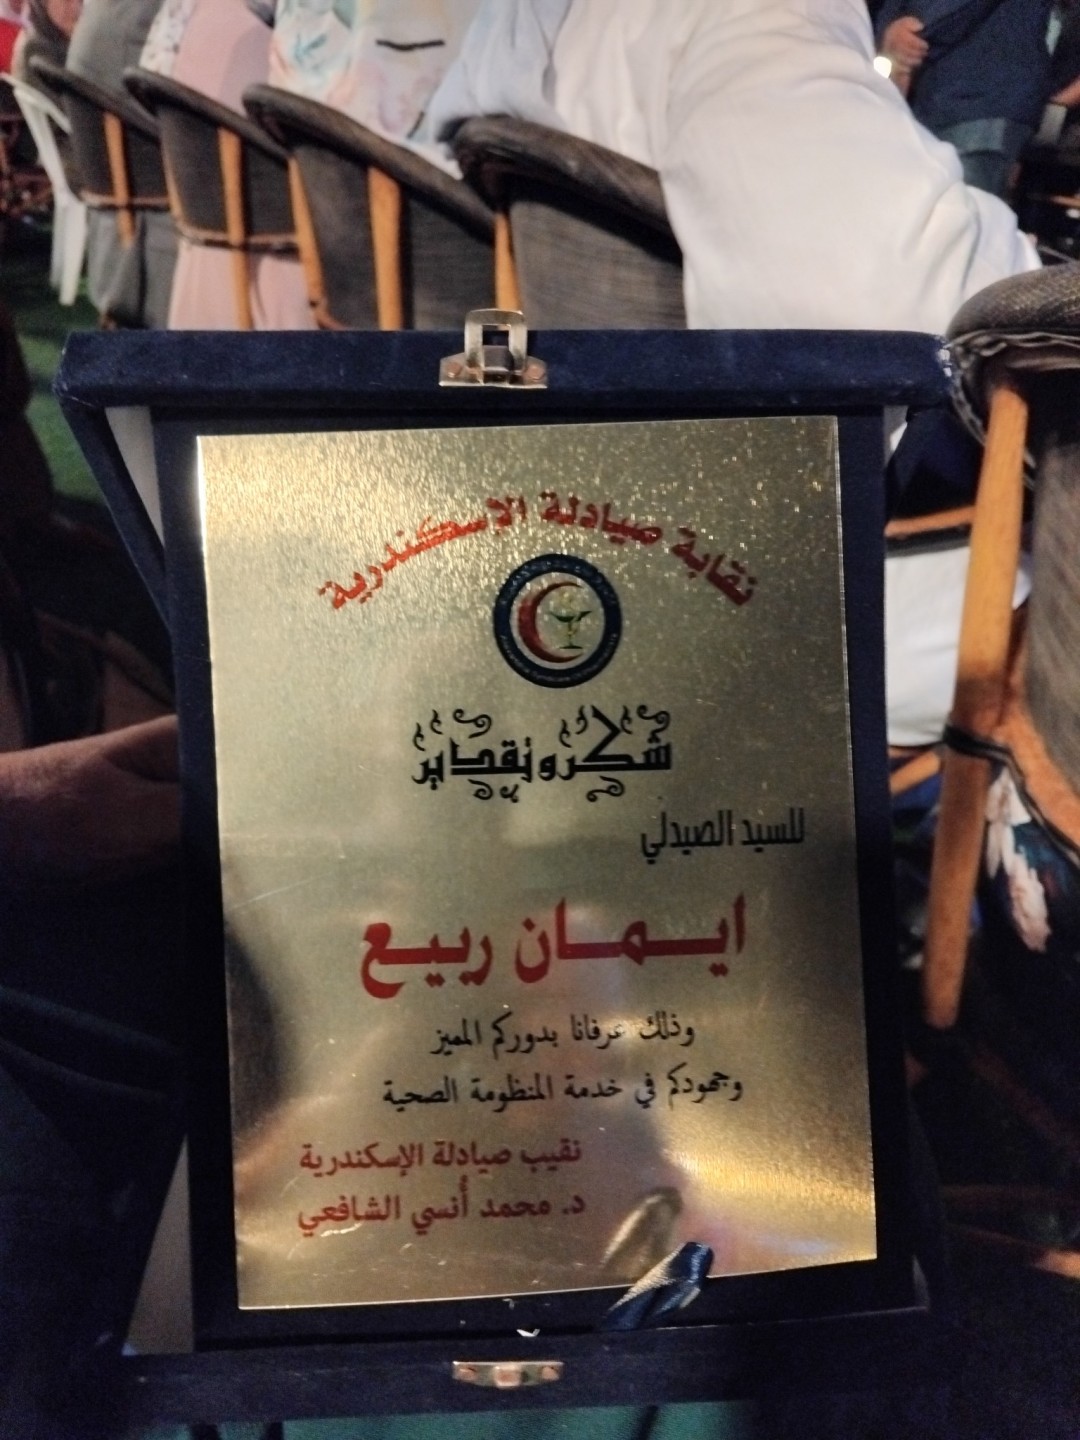 نقابة صيادلة الإسكندرية
شكر وتقدير
للسيد الصيدلي
ايمان ربيع
وذلك عرفانا بدوركم المميز
وجهودكم في خدمة المنظومة الصحية
نقيب صيادلة الإسكندرية
د. محمد أنسي الشافعي